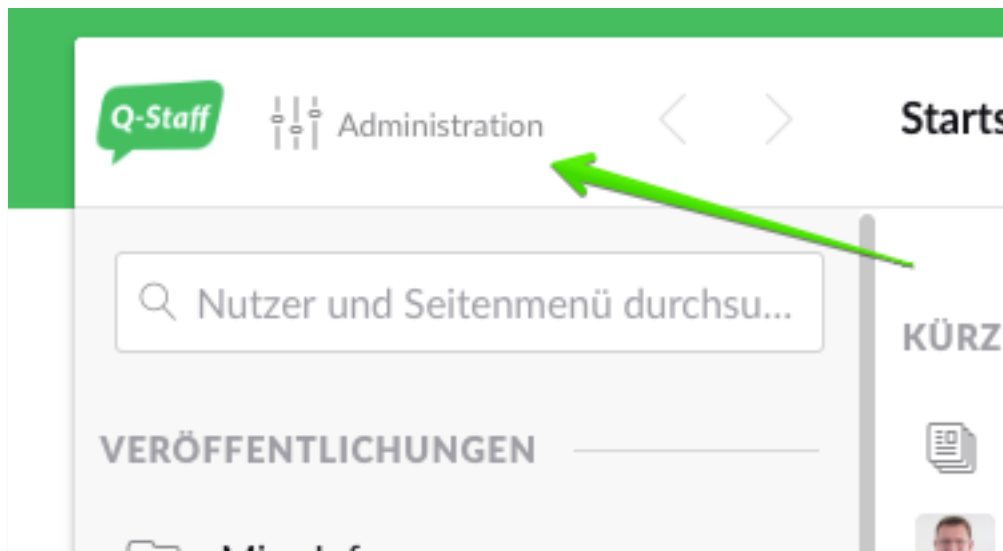 Q-Staff
Administration
Nutzer und Seitenmenü durchsu...
VERÖFFENTLICHUNGEN